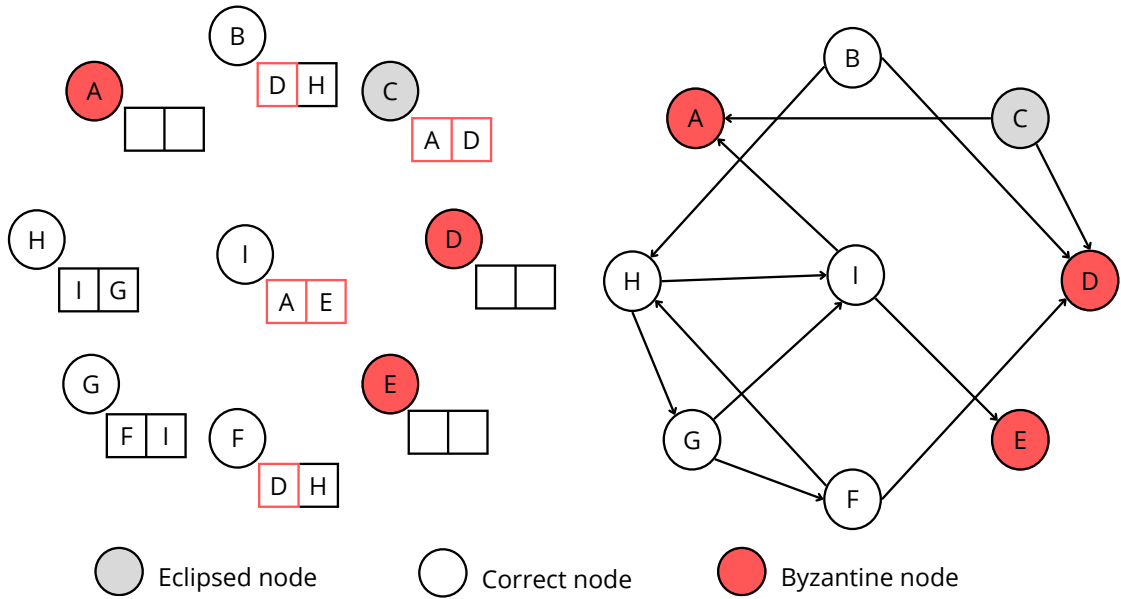 B
D H
A
C
A D
H
I G
I
A E
D
G
F I
F
D H
E
B
A
C
H
I
D
G
E
F
Eclipsed node
Correct node
Byzantine node